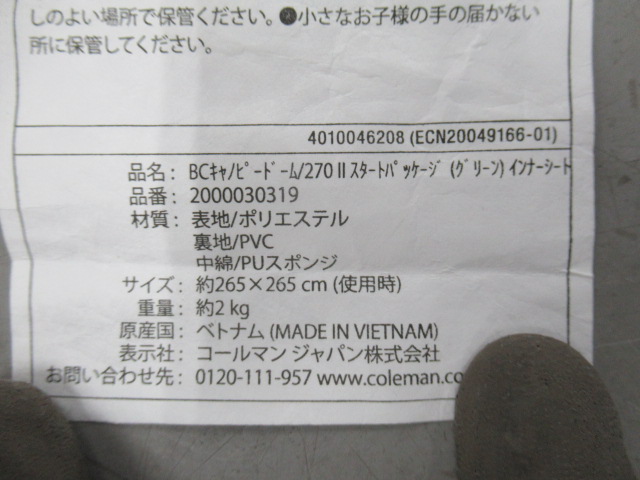 しのよい場所で保管ください。●小さなお子様の手の届かない
所に保管してください。
4010046208 (ECN20049166-01)
品名: BCｷｬﾉﾋﾟｰﾄﾞｰﾑ/270 II ｽﾀｰﾄﾊﾟｯｹｰｼﾞ (ｸﾞﾘｰﾝ) ｲﾝﾅｰｼｰﾄ
品番: 2000030319
材質: 表地/ポリエステル
裏地/PVC
中綿/PUスポンジ
サイズ: 約265×265 cm (使用時)
重量: 約2 kg
原産国: ベトナム (MADE IN VIETNAM)
表示社: コールマン ジャパン株式会社
お問い合わせ先: 0120-111-957 www.coleman.co